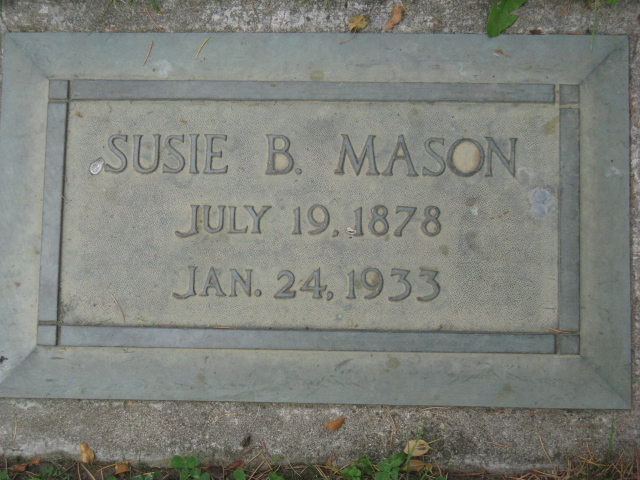 SUSIE B. MASON
JULY 19, 1878
JAN. 24, 1933